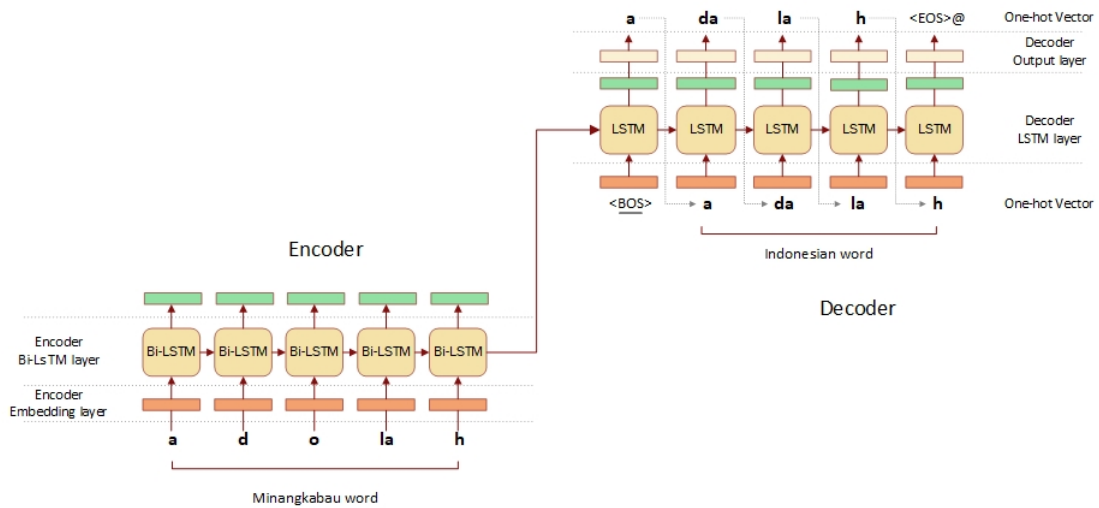 a da la h <EOS>@ One-hot Vector
Decoder
Output layer
LSTM LSTM LSTM LSTM LSTM
Decoder
LSTM layer
<BOS> a da la h One-hot Vector
Indonesian word
Encoder
Decoder
Encoder
Bi-LsTM layer
Bi-LSTM Bi-LSTM Bi-LSTM Bi-LSTM Bi-LSTM
Encoder
Embedding layer
a d o la h
Minangkabau word